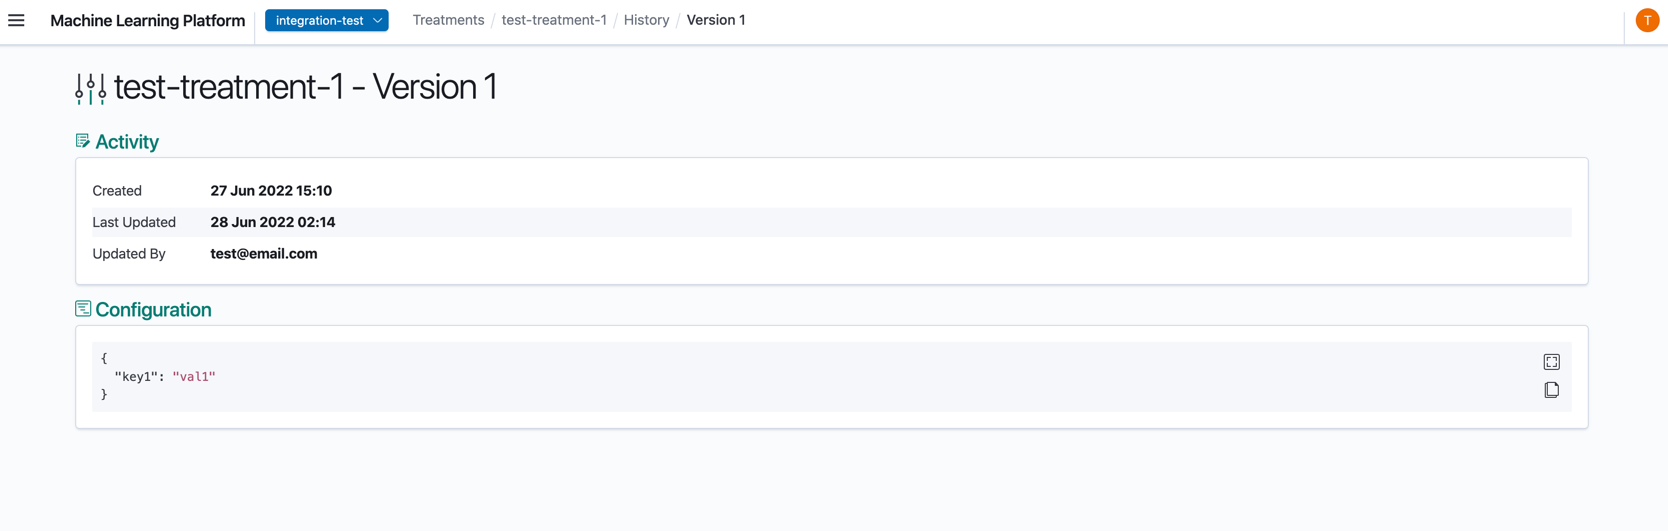 Machine Learning Platform integration-test Treatments / test-treatment-1 / History / Version 1 T
test-treatment-1 - Version 1
Activity
Created 27 Jun 2022 15:10
Last Updated 28 Jun 2022 02:14
Updated By test@email.com
Configuration
{
  "key1": "val1"
}